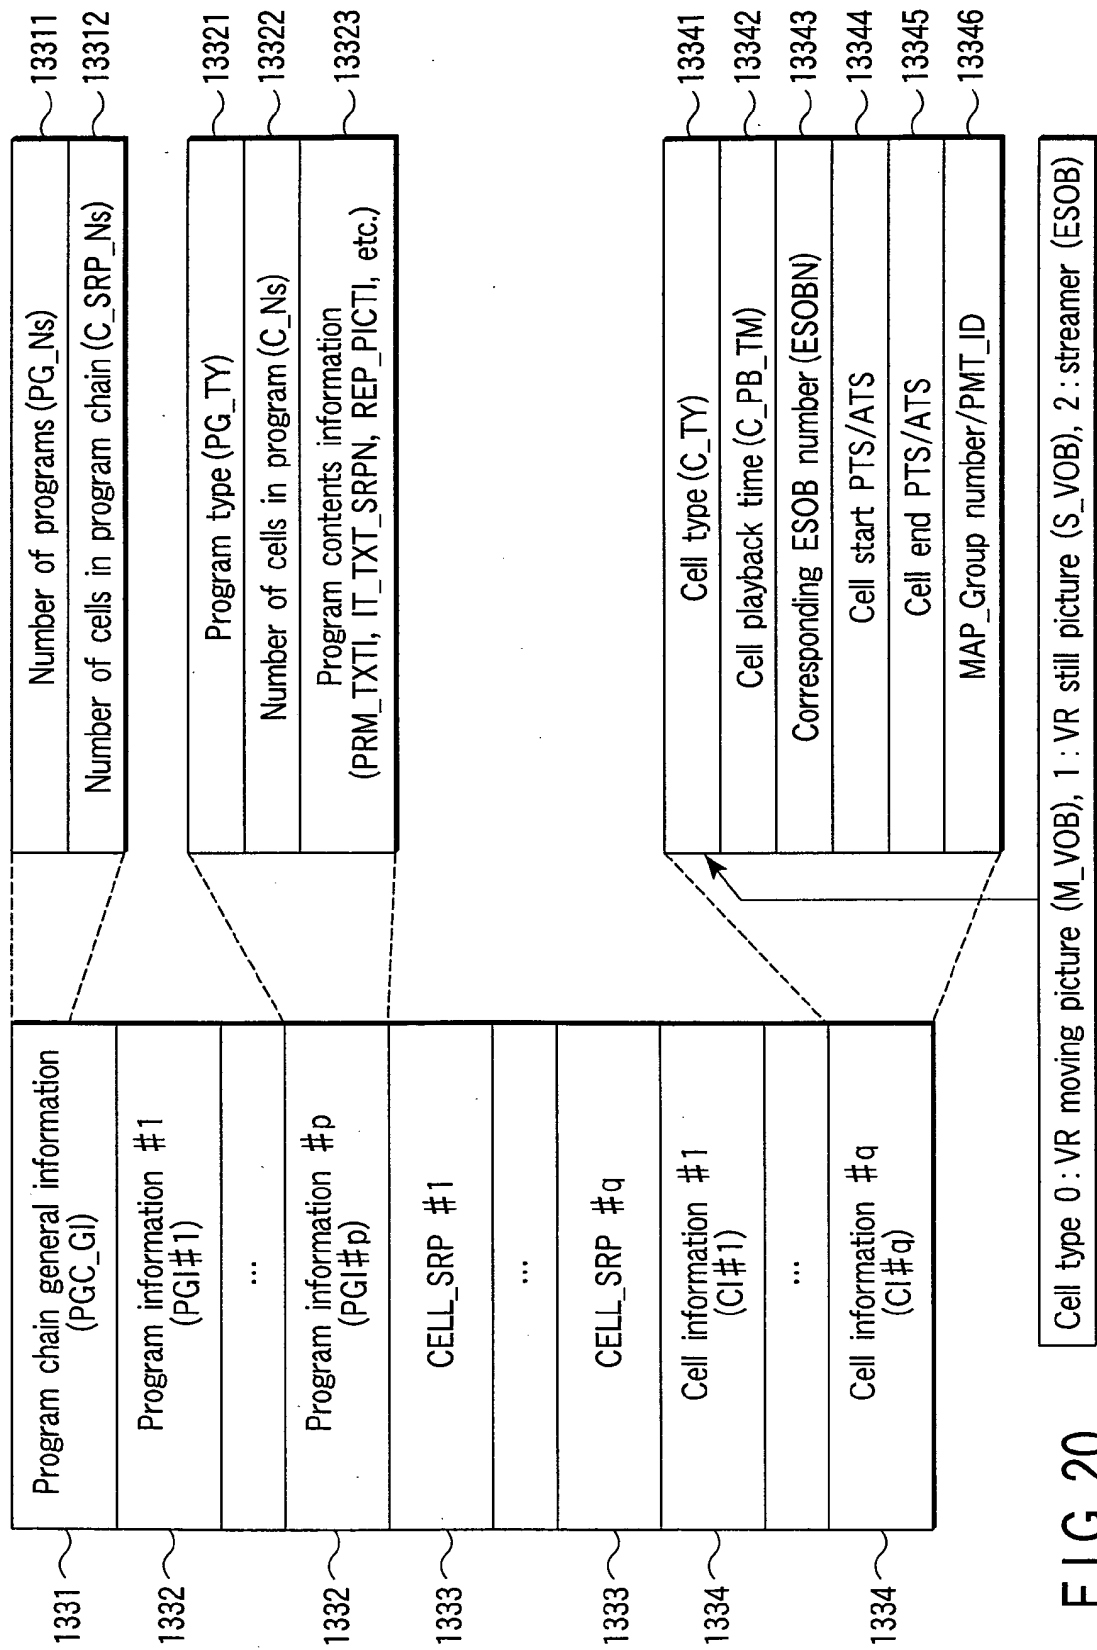 1331
Program chain general information
(PGC_GI)
1332
Program information #1
(PGI#1)
...
1332
Program information #p
(PGI#p)
1333
CELL_SRP #1
...
1333
CELL_SRP #q
1334
Cell information #1
(CI#1)
...
1334
Cell information #q
(CI#q)
Number of programs (PG_Ns)
13311
Number of cells in program chain (C_SRP_Ns)
13312
Program type (PG_TY)
13321
Number of cells in program (C_Ns)
13322
Program contents information
(PRM_TXTI, IT_TXT_SRPN, REP_PICTI, etc.)
13323
Cell type (C_TY)
13341
Cell playback time (C_PB_TM)
13342
Corresponding ESOB number (ESOBN)
13343
Cell start PTS/ATS
13344
Cell end PTS/ATS
13345
MAP_Group number/PMT_ID
13346
Cell type 0 : VR moving picture (M_VOB), 1 : VR still picture (S_VOB), 2 : streamer (ESOB)
FIG. 20